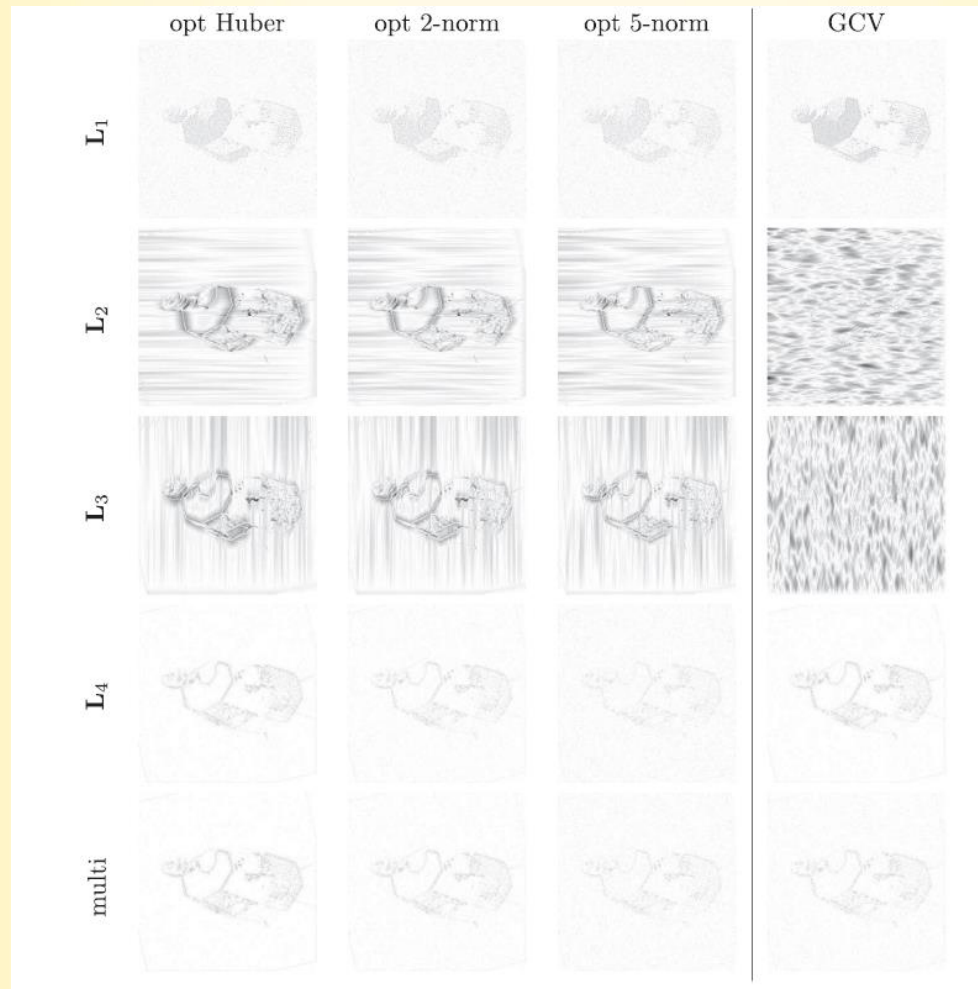 opt Huber opt 2-norm opt 5-norm GCV
L₁
L₂
L₃
L₄
multi